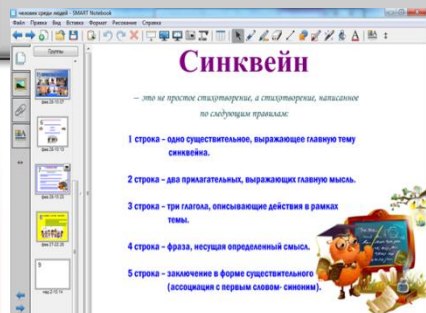 человек среди людей - SMART Notebook
Файл Правка Вид Вставка Формат Рисование Справка
Группы
Синквейн
– это не простое стихотворение, а стихотворение, написанное
по следующим правилам:
1 строка – одно существительное, выражающее главную тему
синквейна.
2 строка – два прилагательных, выражающих главную мысль.
3 строка – три глагола, описывающие действия в рамках
темы.
4 строка – фраза, несущая определенный смысл.
5 строка – заключение в форме существительного
(ассоциация с первым словом- синоним).